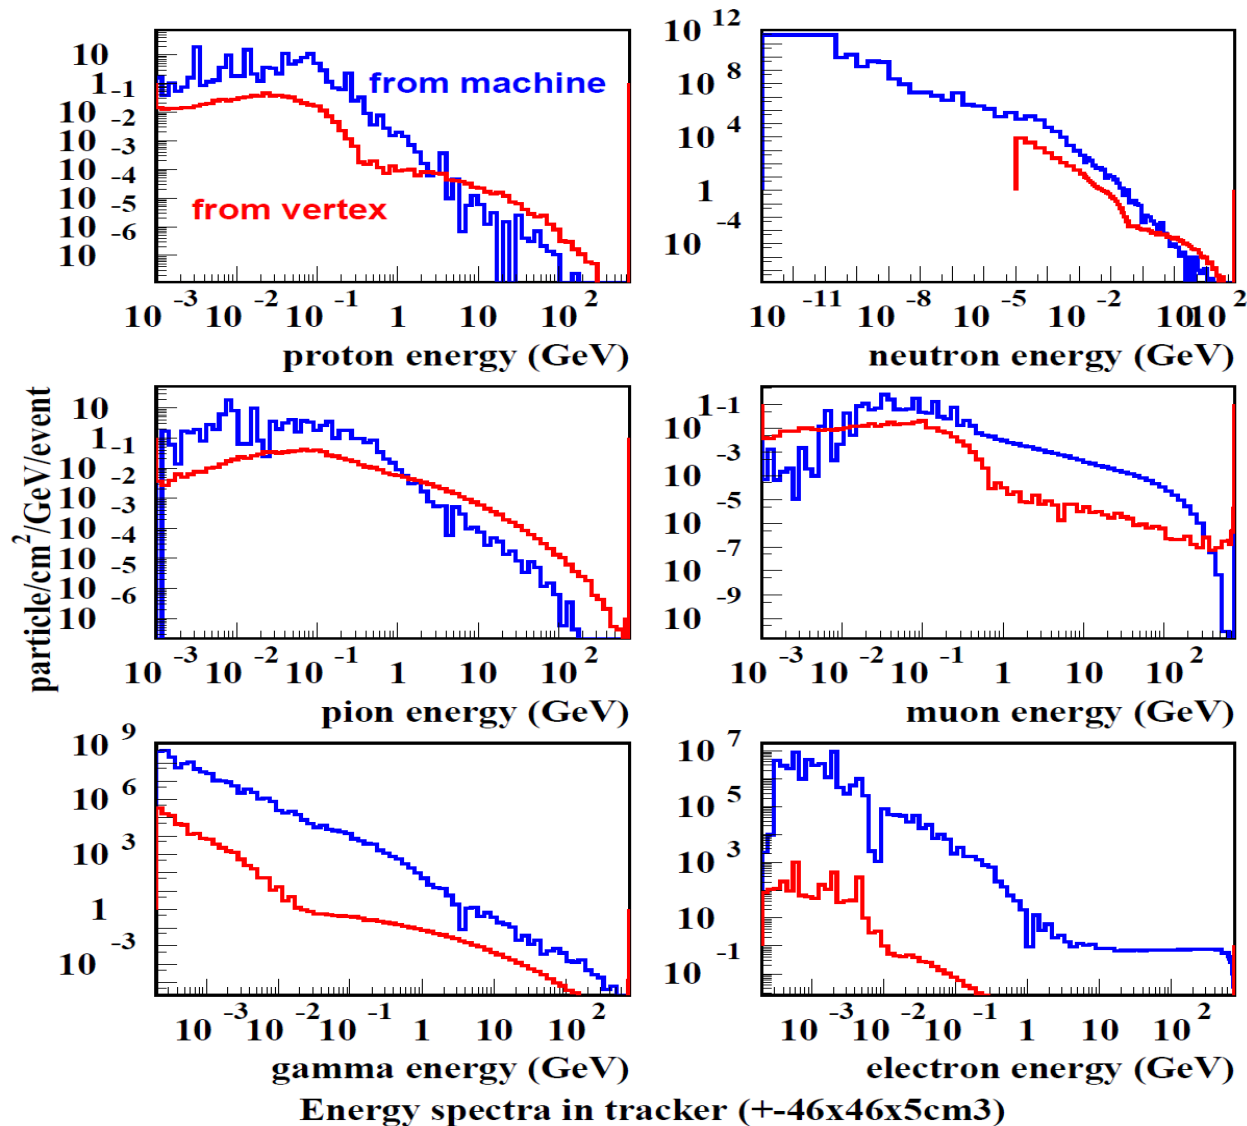 10
1
10 -1
10 -2
10 -3
10 -4
10 -5
10 -6
from machine
from vertex
10 -3 10 -2 10 -1 1 10 10 2
proton energy (GeV)
10 12
10 8
10 4
1
10 -4
10 -11 10 -8 10 -5 10 -2 10 10 2
neutron energy (GeV)
particle/cm2/GeV/event
10
1
10 -1
10 -2
10 -3
10 -4
10 -5
10 -6
10 -3 10 -2 10 -1 1 10 10 2
pion energy (GeV)
1
10 -1
10 -3
10 -5
10 -7
10 -9
10 -3 10 -2 10 -1 1 10 10 2
muon energy (GeV)
10 9
10 6
10 3
1
10 -3
10 -3 10 -2 10 -1 1 10 10 2
gamma energy (GeV)
10 7
10 5
10 3
10
10 -1
10 -3 10 -2 10 -1 1 10 10 2
electron energy (GeV)
Energy spectra in tracker (+-46x46x5cm3)